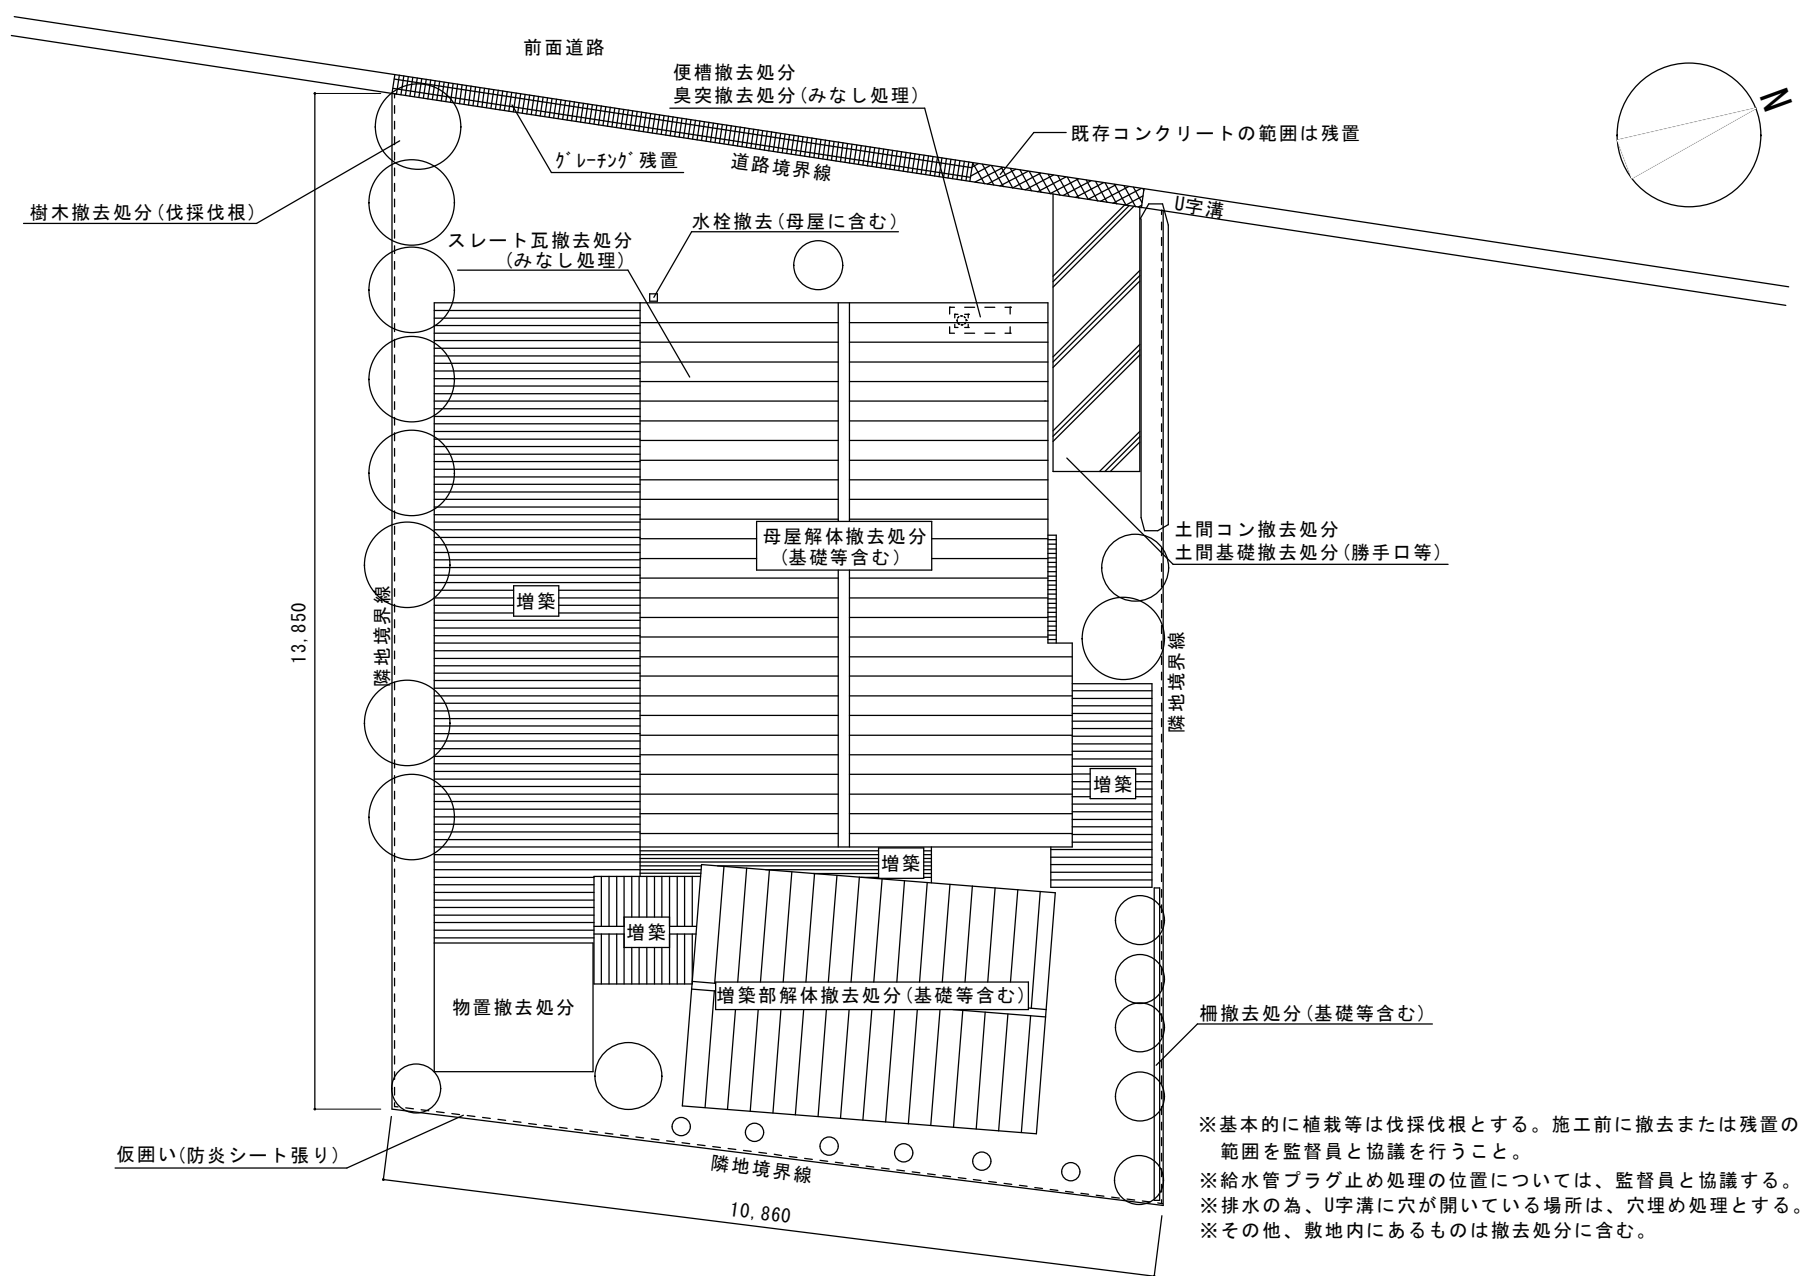 前面道路
便槽撤去処分
臭突撤去処分(みなし処理)
N
既存コンクリートの範囲は残置
グレーチング残置
道路境界線
U字溝
樹木撤去処分(伐採伐根)
水栓撤去(母屋に含む)
スレート瓦撤去処分
(みなし処理)
母屋解体撤去処分
(基礎等含む)
土間コン撤去処分
土間基礎撤去処分(勝手口等)
増築
13,850
隣地境界線
隣地境界線
増築
増築
増築
増築部解体撤去処分(基礎等含む)
物置撤去処分
柵撤去処分(基礎等含む)
仮囲い(防炎シート張り)
隣地境界線
10,860
※基本的に植栽等は伐採伐根とする。施工前に撤去または残置の
範囲を監督員と協議を行うこと。
※給水管プラグ止め処理の位置については、監督員と協議する。
※排水の為、U字溝に穴が開いている場所は、穴埋め処理とする。
※その他、敷地内にあるものは撤去処分に含む。